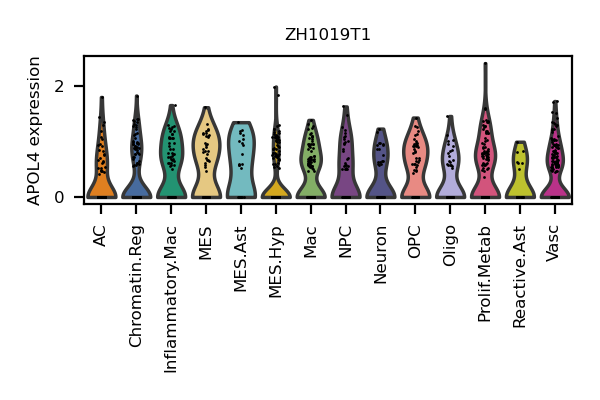 ZH1019T1
APOL4 expression
2
0
AC
Chromatin.Reg
Inflammatory.Mac
MES
MES.Ast
MES.Hyp
Mac
NPC
Neuron
OPC
Oligo
Prolif.Metab
Reactive.Ast
Vasc